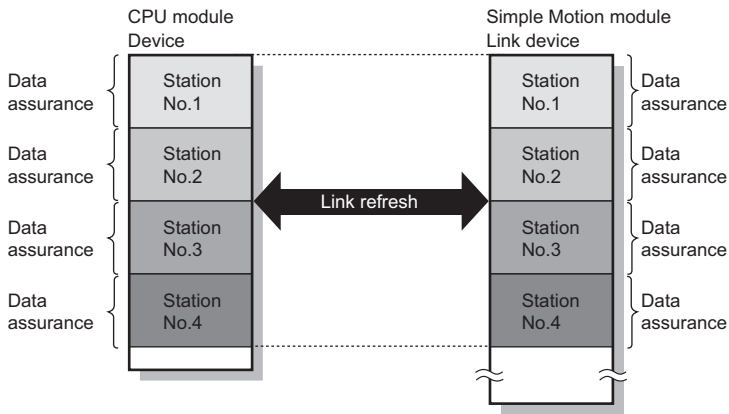 CPU module
Device
Simple Motion module
Link device
Data
assurance
Station
No.1
Station
No.1
Data
assurance
Data
assurance
Station
No.2
Station
No.2
Data
assurance
Link refresh
Data
assurance
Station
No.3
Station
No.3
Data
assurance
Data
assurance
Station
No.4
Station
No.4
Data
assurance